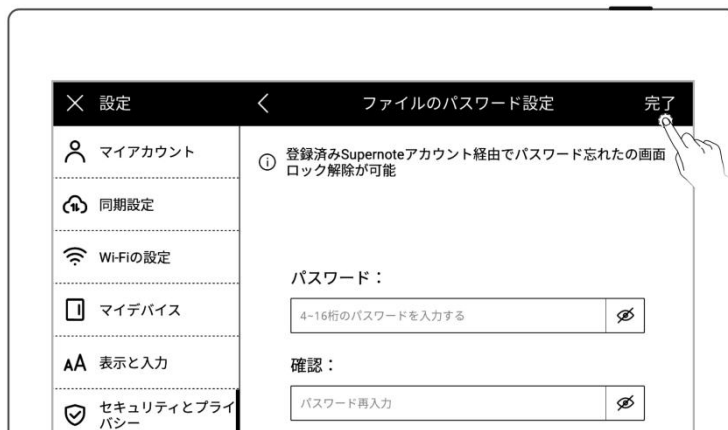 設定
ファイルのパスワード設定
完了
マイアカウント
同期設定
Wi-Fiの設定
マイデバイス
表示と入力
セキュリティとプライ
バシー
登録済みSupernoteアカウント経由でパスワード忘れたの画面
ロック解除が可能
パスワード：
4~16桁のパスワードを入力する
確認：
パスワード再入力